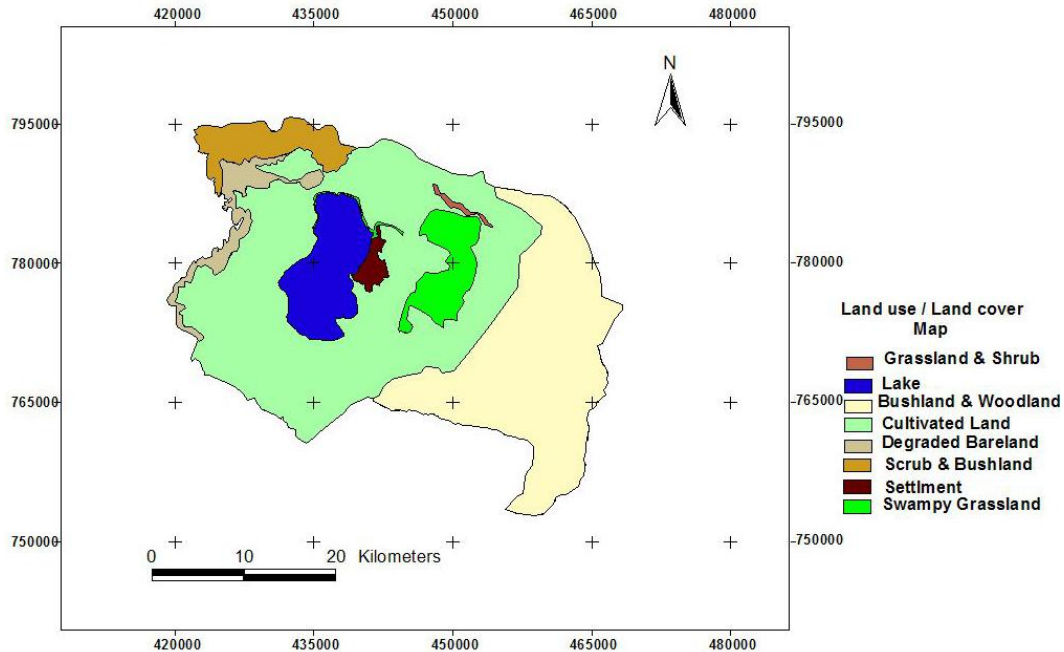 420000 435000 450000 465000 480000
N
795000 795000
780000 780000
765000 765000
750000 750000
0 10 20 Kilometers
420000 435000 450000 465000 480000
Land use / Land cover
Map
Grassland & Shrub
Lake
Bushland & Woodland
Cultivated Land
Degraded Bareland
Scrub & Bushland
Settlment
Swampy Grassland